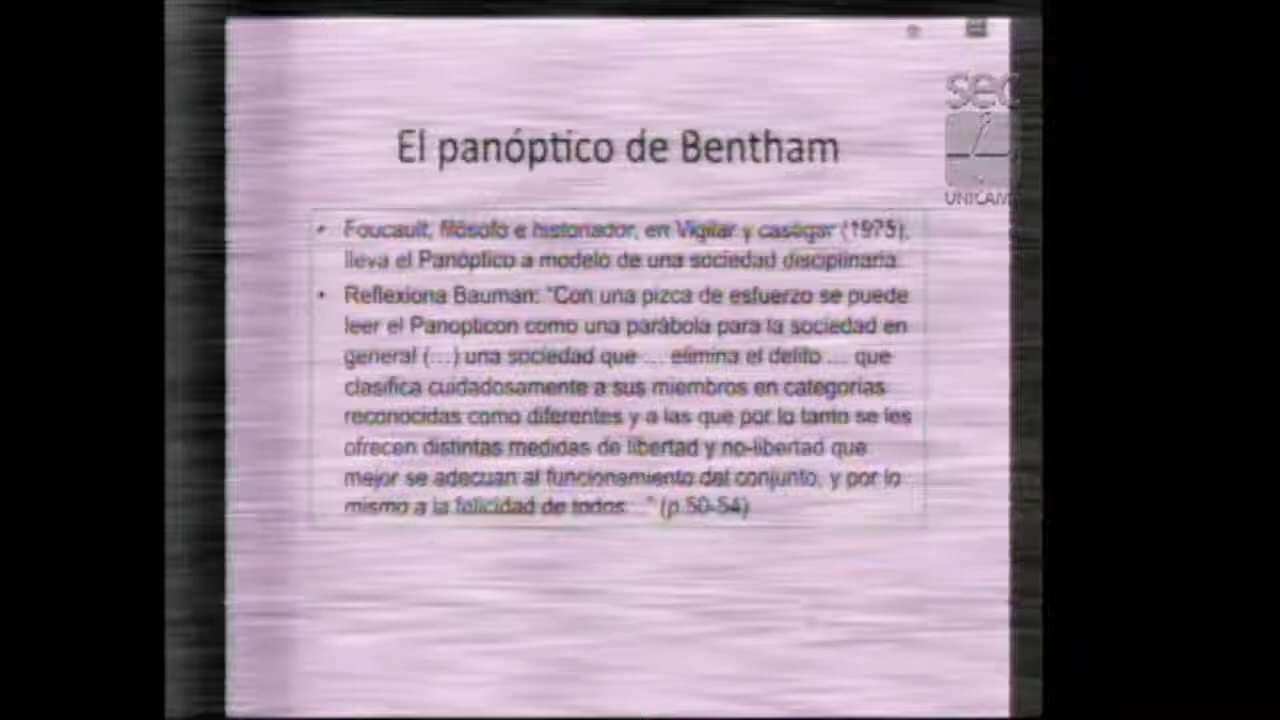 sec
UNICAM
El panóptico de Bentham
• Foucault, filósofo e historiador, en Vigilar y castigar (1975),
lleva el Panóptico a modelo de una sociedad disciplinaria.
• Reflexiona Bauman: "Con una pizca de esfuerzo se puede
leer el Panopticon como una parábola para la sociedad en
general (...) una sociedad que ... elimina el delito ... que
clasifica cuidadosamente a sus miembros en categorías
reconocidas como diferentes y a las que por lo tanto se les
ofrecen distintas medidas de libertad y no-libertad que
mejor se adecuan al funcionamiento del conjunto, y por lo
mismo a la felicidad de todos..." (p.50-54)